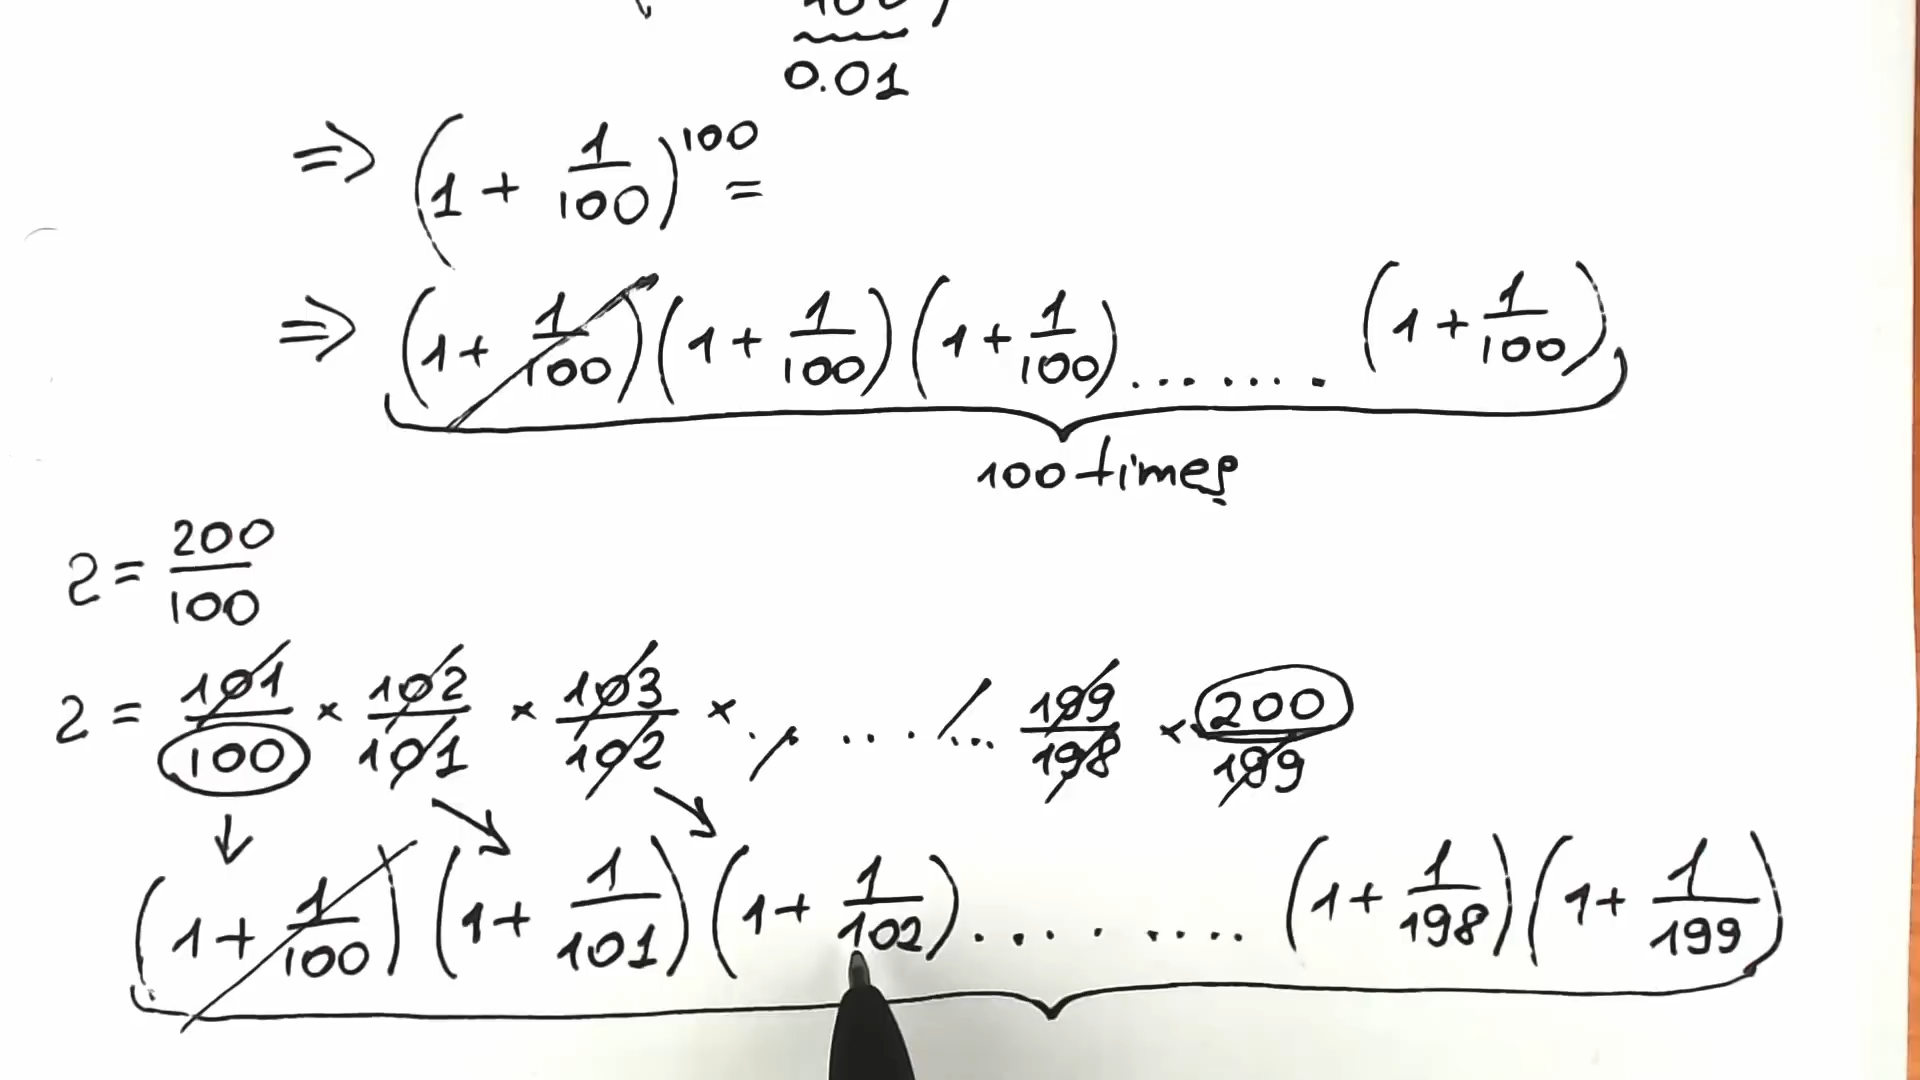 100 )
0.01
=> (1 + 1/100)^100 =
=> (1 + 1/100)(1 + 1/100)(1 + 1/100) ........ (1 + 1/100)
100 times
2 = 200/100
2 = 101/100 × 102/101 × 103/102 × ........ 199/198 × 200/199
(1 + 1/100)(1 + 1/101)(1 + 1/102) ........ (1 + 1/198)(1 + 1/199)